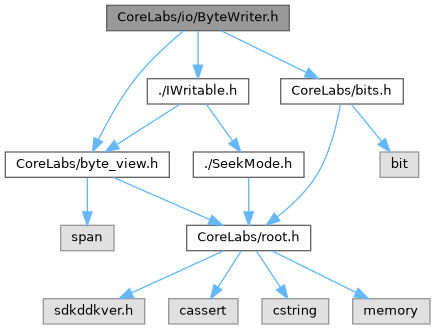 CoreLabs/io/ByteWriter.h
./IWritable.h
CoreLabs/bits.h
CoreLabs/byte_view.h
./SeekMode.h
bit
span
CoreLabs/root.h
sdkddkver.h
cassert
cstring
memory